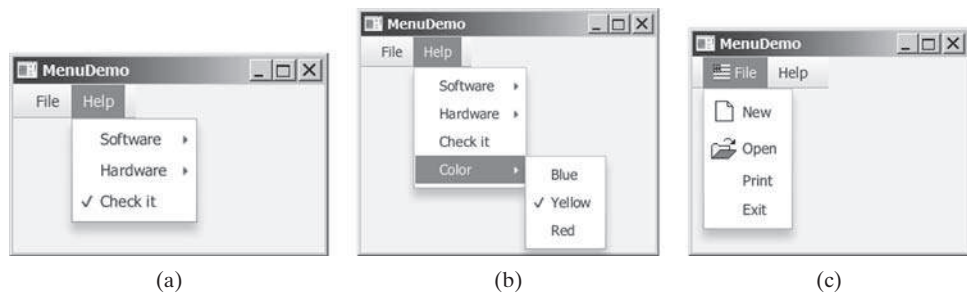 MenuDemo
File Help
Software
Hardware
✓ Check it
(a)
MenuDemo
File Help
Software
Hardware
Check it
Color
Blue
✓ Yellow
Red
(b)
MenuDemo
File Help
New
Open
Print
Exit
(c)